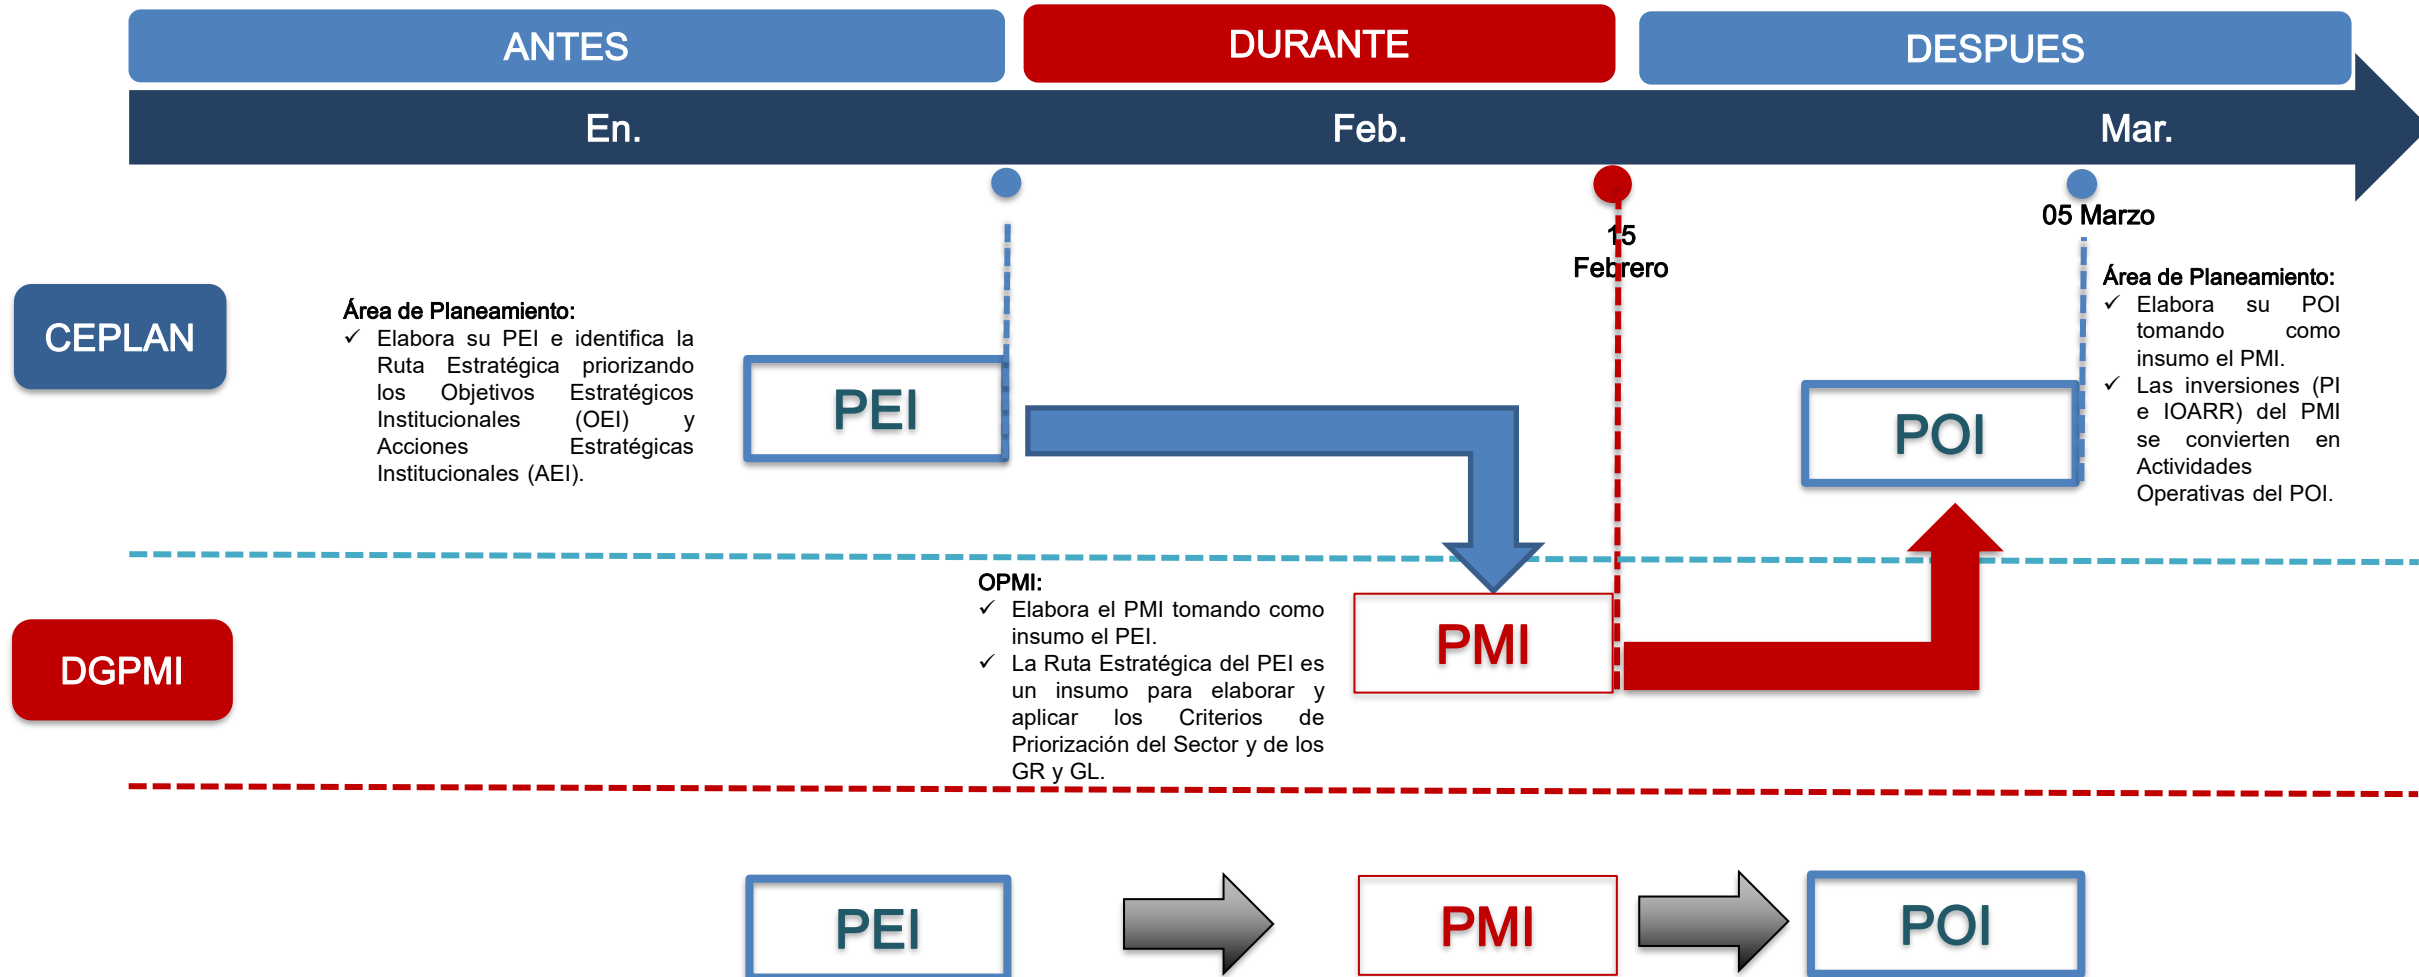 ANTES
DURANTE
DESPUES
En.
Feb.
Mar.
15
Febrero
05 Marzo
CEPLAN
Área de Planeamiento:
✓ Elabora su PEI e identifica la
Ruta Estratégica priorizando
los Objetivos Estratégicos
Institucionales (OEI) y
Acciones Estratégicas
Institucionales (AEI).
PEI
POI
Área de Planeamiento:
✓ Elabora su POI
tomando como
insumo el PMI.
✓ Las inversiones (PI
e IOARR) del PMI
se convierten en
Actividades
Operativas del POI.
DGPMI
OPMI:
✓ Elabora el PMI tomando como
insumo el PEI.
✓ La Ruta Estratégica del PEI es
un insumo para elaborar y
aplicar los Criterios de
Priorización del Sector y de los
GR y GL.
PMI
PEI
PMI
POI